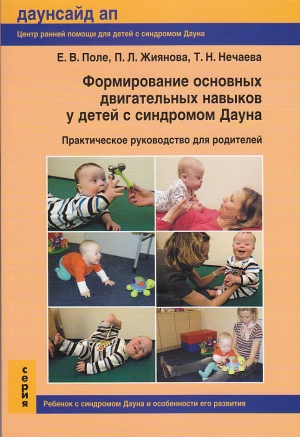 даунсайд ап
Центр ранней помощи для детей с синдромом Дауна
Е. В. Поле, П. Л. Жиянова, Т. Н. Нечаева
Формирование основных
двигательных навыков
у детей с синдромом Дауна
Практическое руководство для родителей
серия
Ребенок с синдромом Дауна и особенности его развития